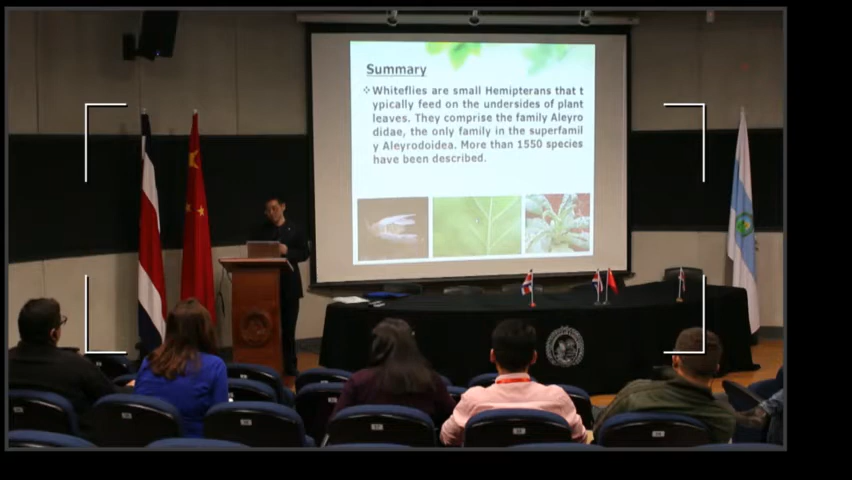 Summary
Whiteflies are small Hemipterans that t
ypically feed on the undersides of plant
leaves. They comprise the family Aleyro
didae, the only family in the superfamil
y Aleyrodoidea. More than 1550 species
have been described.